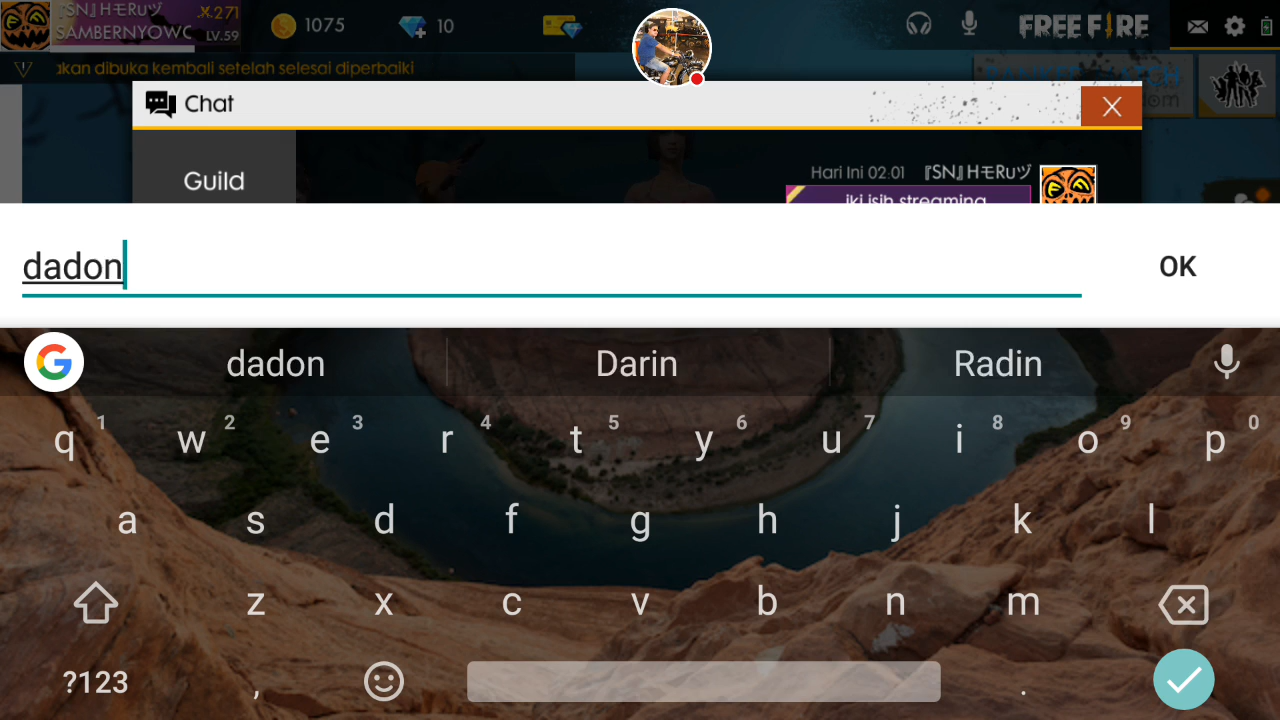 『SN』HモRuヅ
X.271
1075
10
FREE FIRE
SAMBERNYOWC
LV.59
akan dibuka kembali setelah selesai diperbaiki
Chat
Guild
Hari Ini 02.01 『SN』HモRuヅ
iki isih streaming
dadon
OK
dadon Darin Radin
q1 w2 e3 r4 t5 y6 u7 i8 o9 p0
a s d f g h j k l
z x c v b n m
?123 , .